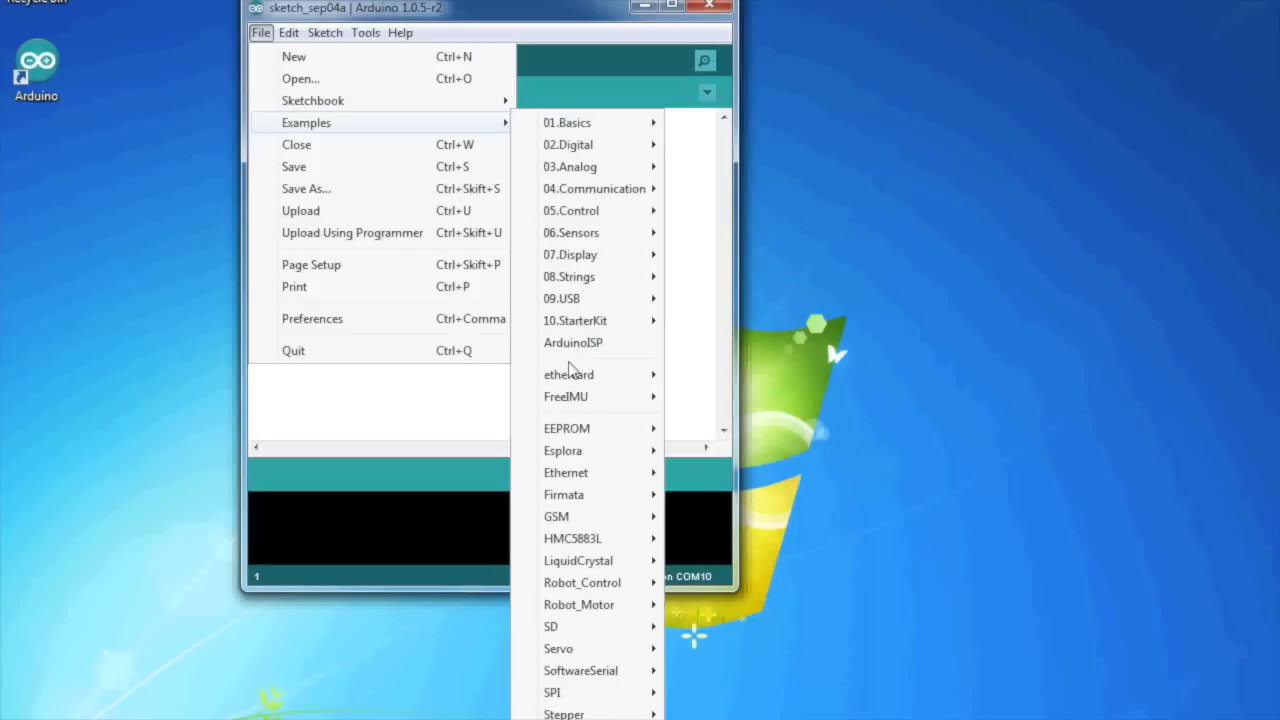 Recycle Bin
sketch_sep04a | Arduino 1.0.5-r2
File Edit Sketch Tools Help
New Ctrl+N
Open... Ctrl+O
Sketchbook
Examples
Close Ctrl+W
Save Ctrl+S
Save As... Ctrl+Skift+S
Upload Ctrl+U
Upload Using Programmer Ctrl+Skift+U
Page Setup Ctrl+Skift+P
Print Ctrl+P
Preferences Ctrl+Comma
Quit Ctrl+Q
01.Basics
02.Digital
03.Analog
04.Communication
05.Control
06.Sensors
07.Display
08.Strings
09.USB
10.StarterKit
ArduinoISP
ethercard
FreeIMU
EEPROM
Esplora
Ethernet
Firmata
GSM
HMC5883L
LiquidCrystal
Robot_Control
Robot_Motor
SD
Servo
SoftwareSerial
SPI
Stepper
Arduino
1
on COM10